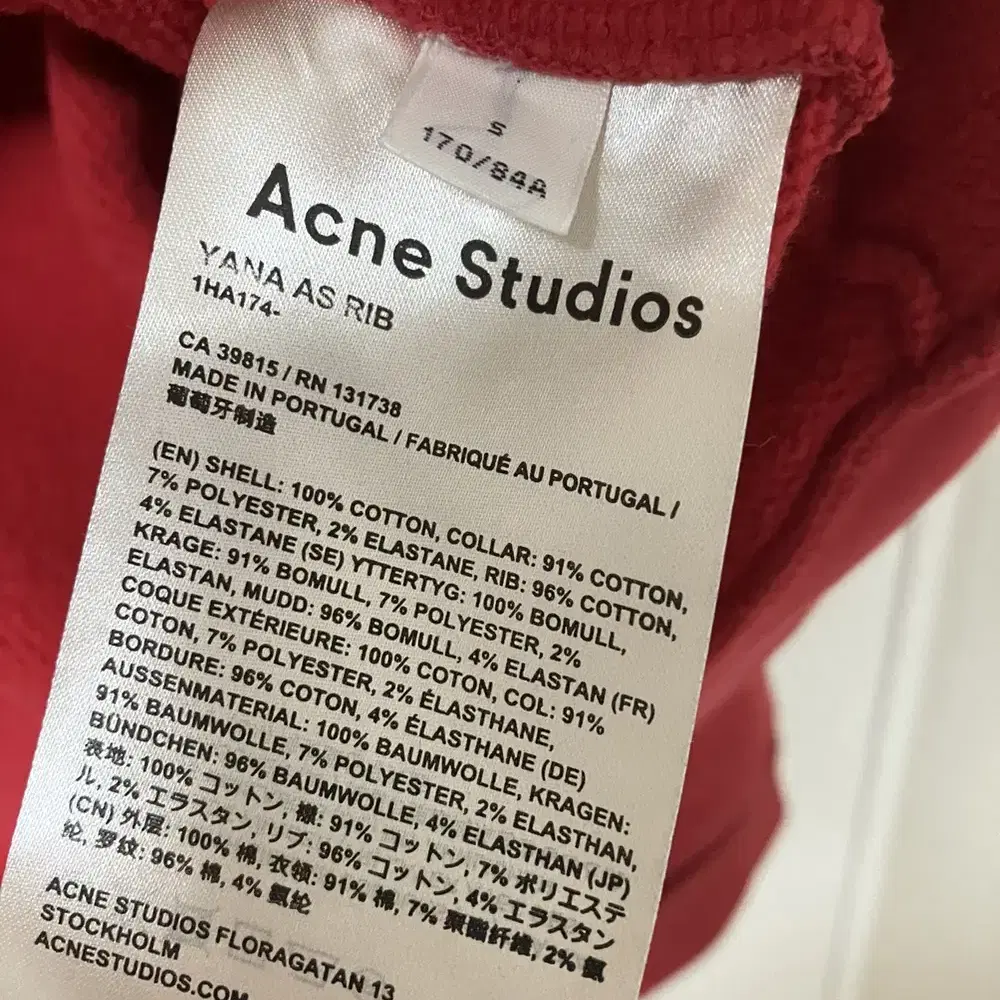 S
170/84A
Acne Studios
YANA AS RIB
1HA174-
CA 39815 / RN 131738
MADE IN PORTUGAL / FABRIQUÉ AU PORTUGAL /
葡萄牙制造
(EN) SHELL: 100% COTTON, COLLAR: 91% COTTON,
7% POLYESTER, 2% ELASTANE, RIB: 96% COTTON,
4% ELASTANE (SE) YTTERTYG: 100% BOMULL,
KRAGE: 91% BOMULL, 7% POLYESTER, 2%
ELASTAN, MUDD: 96% BOMULL, 4% ELASTAN (FR)
COQUE EXTÉRIEURE: 100% COTON, COL: 91%
COTON, 7% POLYESTER, 2% ÉLASTHANE,
BORDURE: 96% COTON, 4% ÉLASTHANE (DE)
AUSSENMATERIAL: 100% BAUMWOLLE, KRAGEN:
91% BAUMWOLLE, 7% POLYESTER, 2% ELASTHAN,
BÜNDCHEN: 96% BAUMWOLLE, 4% ELASTHAN (JP)
表地: 100% コットン, 襟: 91% コットン, 7% ポリエステ
ル, 2% エラスタン, リブ: 96% コットン, 4% エラスタン
(CN) 外层: 100% 棉, 衣领: 91% 棉, 7% 聚酯纤维, 2% 氨
纶, 罗纹: 96% 棉, 4% 氨纶
ACNE STUDIOS FLORAGATAN 13
STOCKHOLM
ACNESTUDIOS.COM